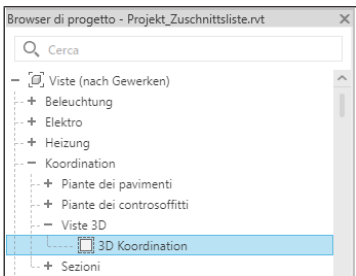 Browser di progetto - Projekt_Zuschnittsliste.rvt
Cerca
Viste (nach Gewerken)
Beleuchtung
Elektro
Heizung
Koordination
Piante dei pavimenti
Piante dei controsoffitti
Viste 3D
3D Koordination
Sezioni